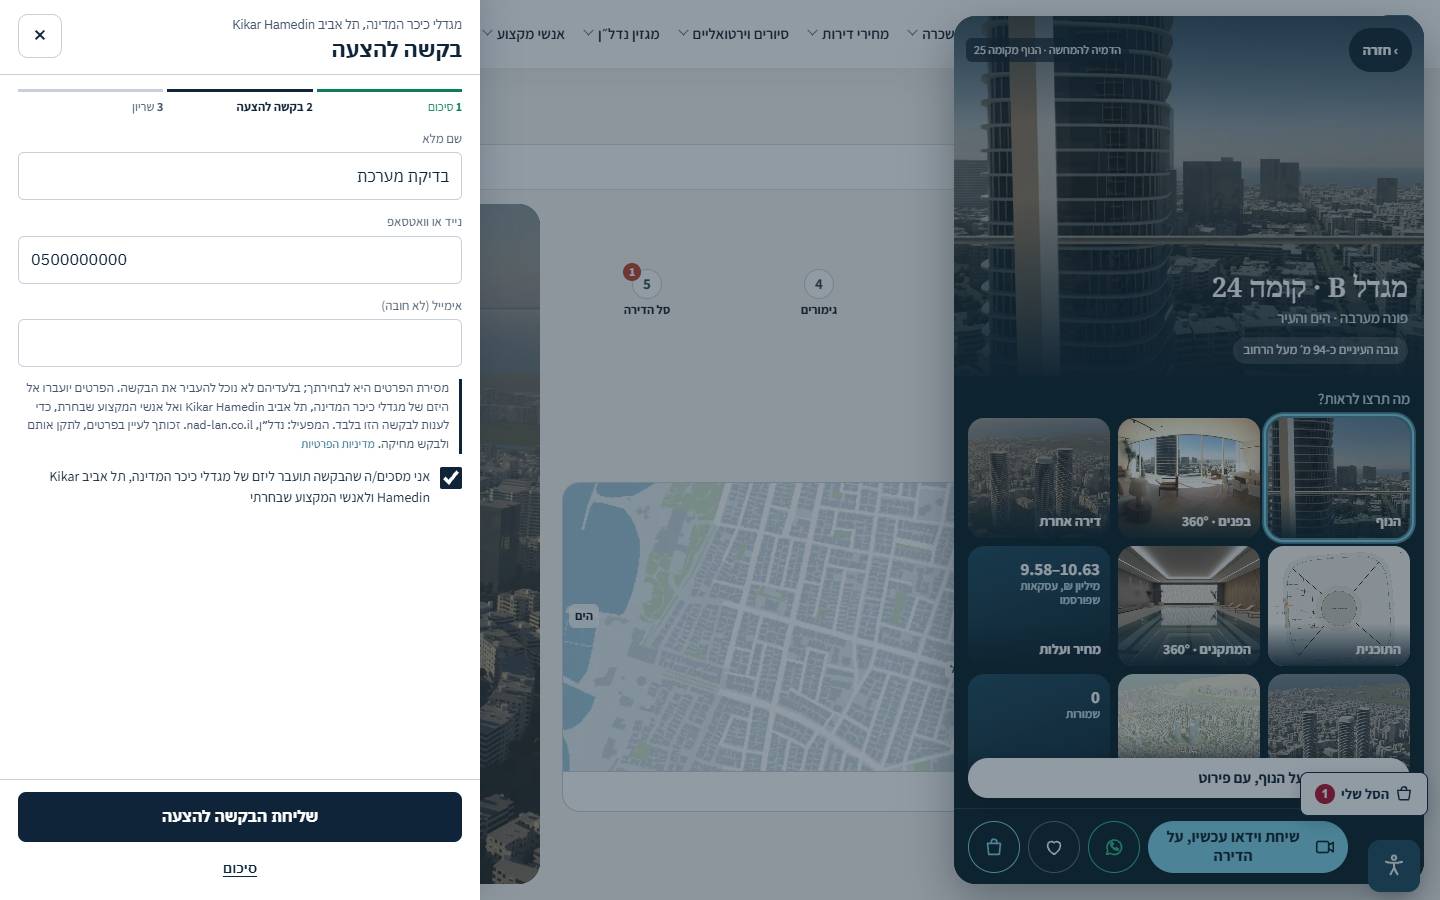 מגדלי כיכר המדינה, תל אביב Kikar Hamedin
בקשה להצעה
×
1 סיכום
2 בקשה להצעה
3 שריון
שם מלא
בדיקת מערכת
נייד או וואטסאפ
0500000000
אימייל (לא חובה)
מסירת הפרטים היא לבחירתך; בלעדיהם לא נוכל להעביר את הבקשה. הפרטים יועברו אל
היזם של מגדלי כיכר המדינה, תל אביב Kikar Hamedin ואל אנשי המקצוע שבחרת, כדי
לענות לבקשה הזו בלבד. המפעיל: נדל"ן, nad-lan.co.il. זכותך לעיין בפרטים, לתקן אותם
ולבקש מחיקה. מדיניות הפרטיות
אני מסכים/ה שהבקשה תועבר ליזם של מגדלי כיכר המדינה, תל אביב Kikar
Hamedin ולאנשי המקצוע שבחרתי
שליחת הבקשה להצעה
סיכום
שכרה
מחירי דירות
סיורים וירטואליים
מגזין נדל״ן
אנשי מקצוע
4
גימורים
1
5
סל הדירה
הים
‹ חזרה
הדמיה להמחשה · הנוף מקומה 25
מגדל B · קומה 24
פונה מערבה · הים והעיר
גובה העיניים כ-94 מ׳ מעל הרחוב
מה תרצו לראות?
הנוף
בפנים · 360°
דירה אחרת
התוכנית
המתקנים · 360°
9.58–10.63
מיליון ₪, עסקאות
שפורסמו
מחיר ועלות
0
שמורות
על הנוף, עם פירוט
הסל שלי
1
שיחת וידאו עכשיו, על
הדירה